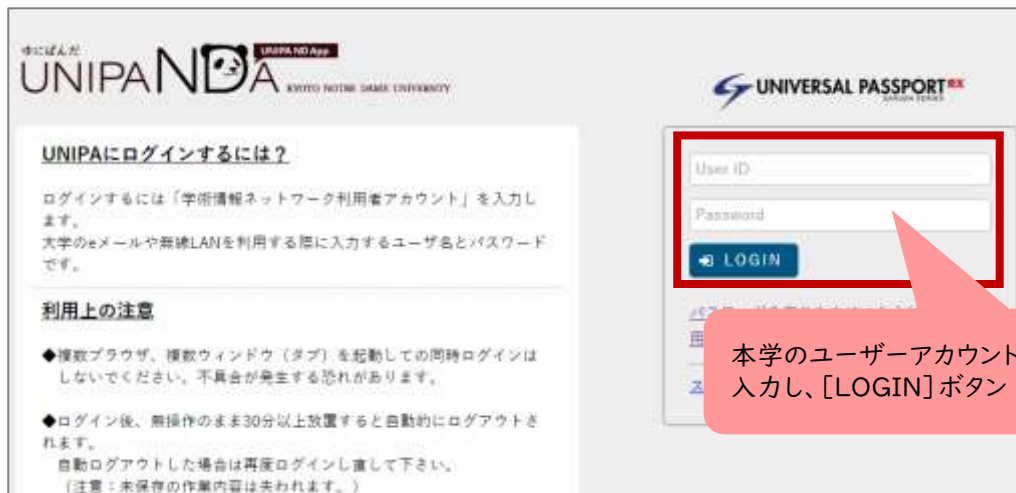 ゆにぱんだ
UNIPA NDA
UNIPA ND App
KYOTO NOTRE DAME UNIVERSITY
UNIPAにログインするには？
ログインするには「学術情報ネットワーク利用者アカウント」を入力し
ます。
大学のeメールや無線LANを利用する際に入力するユーザ名とパスワード
です。
利用上の注意
◆複数ブラウザ、複数ウィンドウ（タブ）を起動しての同時ログインは
しないでください。不具合が発生する恐れがあります。
◆ログイン後、無操作のまま30分以上放置すると自動的にログアウトさ
れます。
自動ログアウトした場合は再度ログインし直して下さい。
（注意：未保存の作業内容は失われます。）
UNIVERSAL PASSPORT EX
User ID
Password
LOGIN
本学のユーザーアカウント
入力し、[LOGIN]ボタン